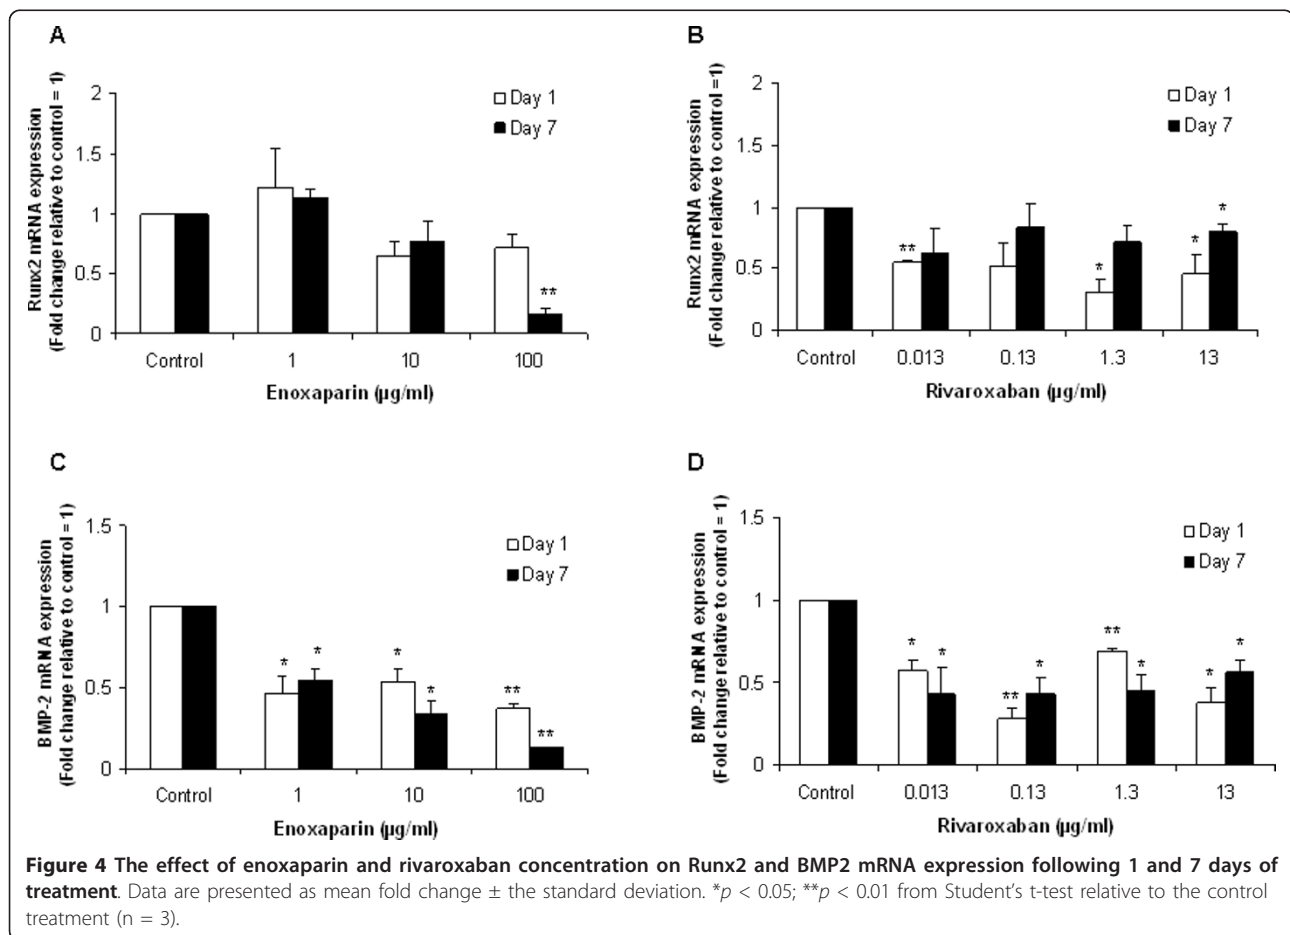 A
Runx2 mRNA expression
(Fold change relative to control = 1)
2
1.5
1
0.5
0
Day 1
Day 7
**
Control
1
10
100
Enoxaparin (µg/ml)
B
Runx2 mRNA expression
(Fold change relative to control =1)
2
1.5
1
0.5
0
Day 1
Day 7
**
*
*
*
Control
0.013
0.13
1.3
13
Rivaroxaban (µg/ml)
C
BMP-2 mRNA expression
(Fold change relative to control = 1)
1.5
1
0.5
0
Day 1
Day 7
*
*
*
*
**
**
Control
1
10
100
Enoxaparin (µg/ml)
D
BMP-2 mRNA expression
(Fold change relative to control = 1)
1.5
1
0.5
0
Day 1
Day 7
*
*
**
*
**
*
*
*
Control
0.013
0.13
1.3
13
Rivaroxaban (µg/ml)
Figure 4 The effect of enoxaparin and rivaroxaban concentration on Runx2 and BMP2 mRNA expression following 1 and 7 days of
treatment. Data are presented as mean fold change ± the standard deviation. *p < 0.05; **p < 0.01 from Student's t-test relative to the control
treatment (n = 3).